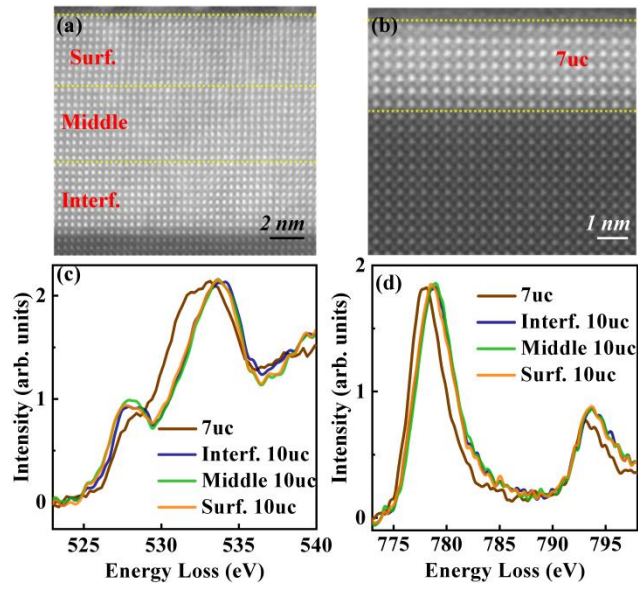 (a)
Surf.
Middle
Interf.
2 nm
(b)
7uc
1 nm
(c)
Intensity (arb. units)
2
1
0
7uc
Interf. 10uc
Middle 10uc
Surf. 10uc
525 530 535 540
Energy Loss (eV)
(d)
Intensity (arb. units)
2
1
0
7uc
Interf. 10uc
Middle 10uc
Surf. 10uc
775 780 785 790 795
Energy Loss (eV)